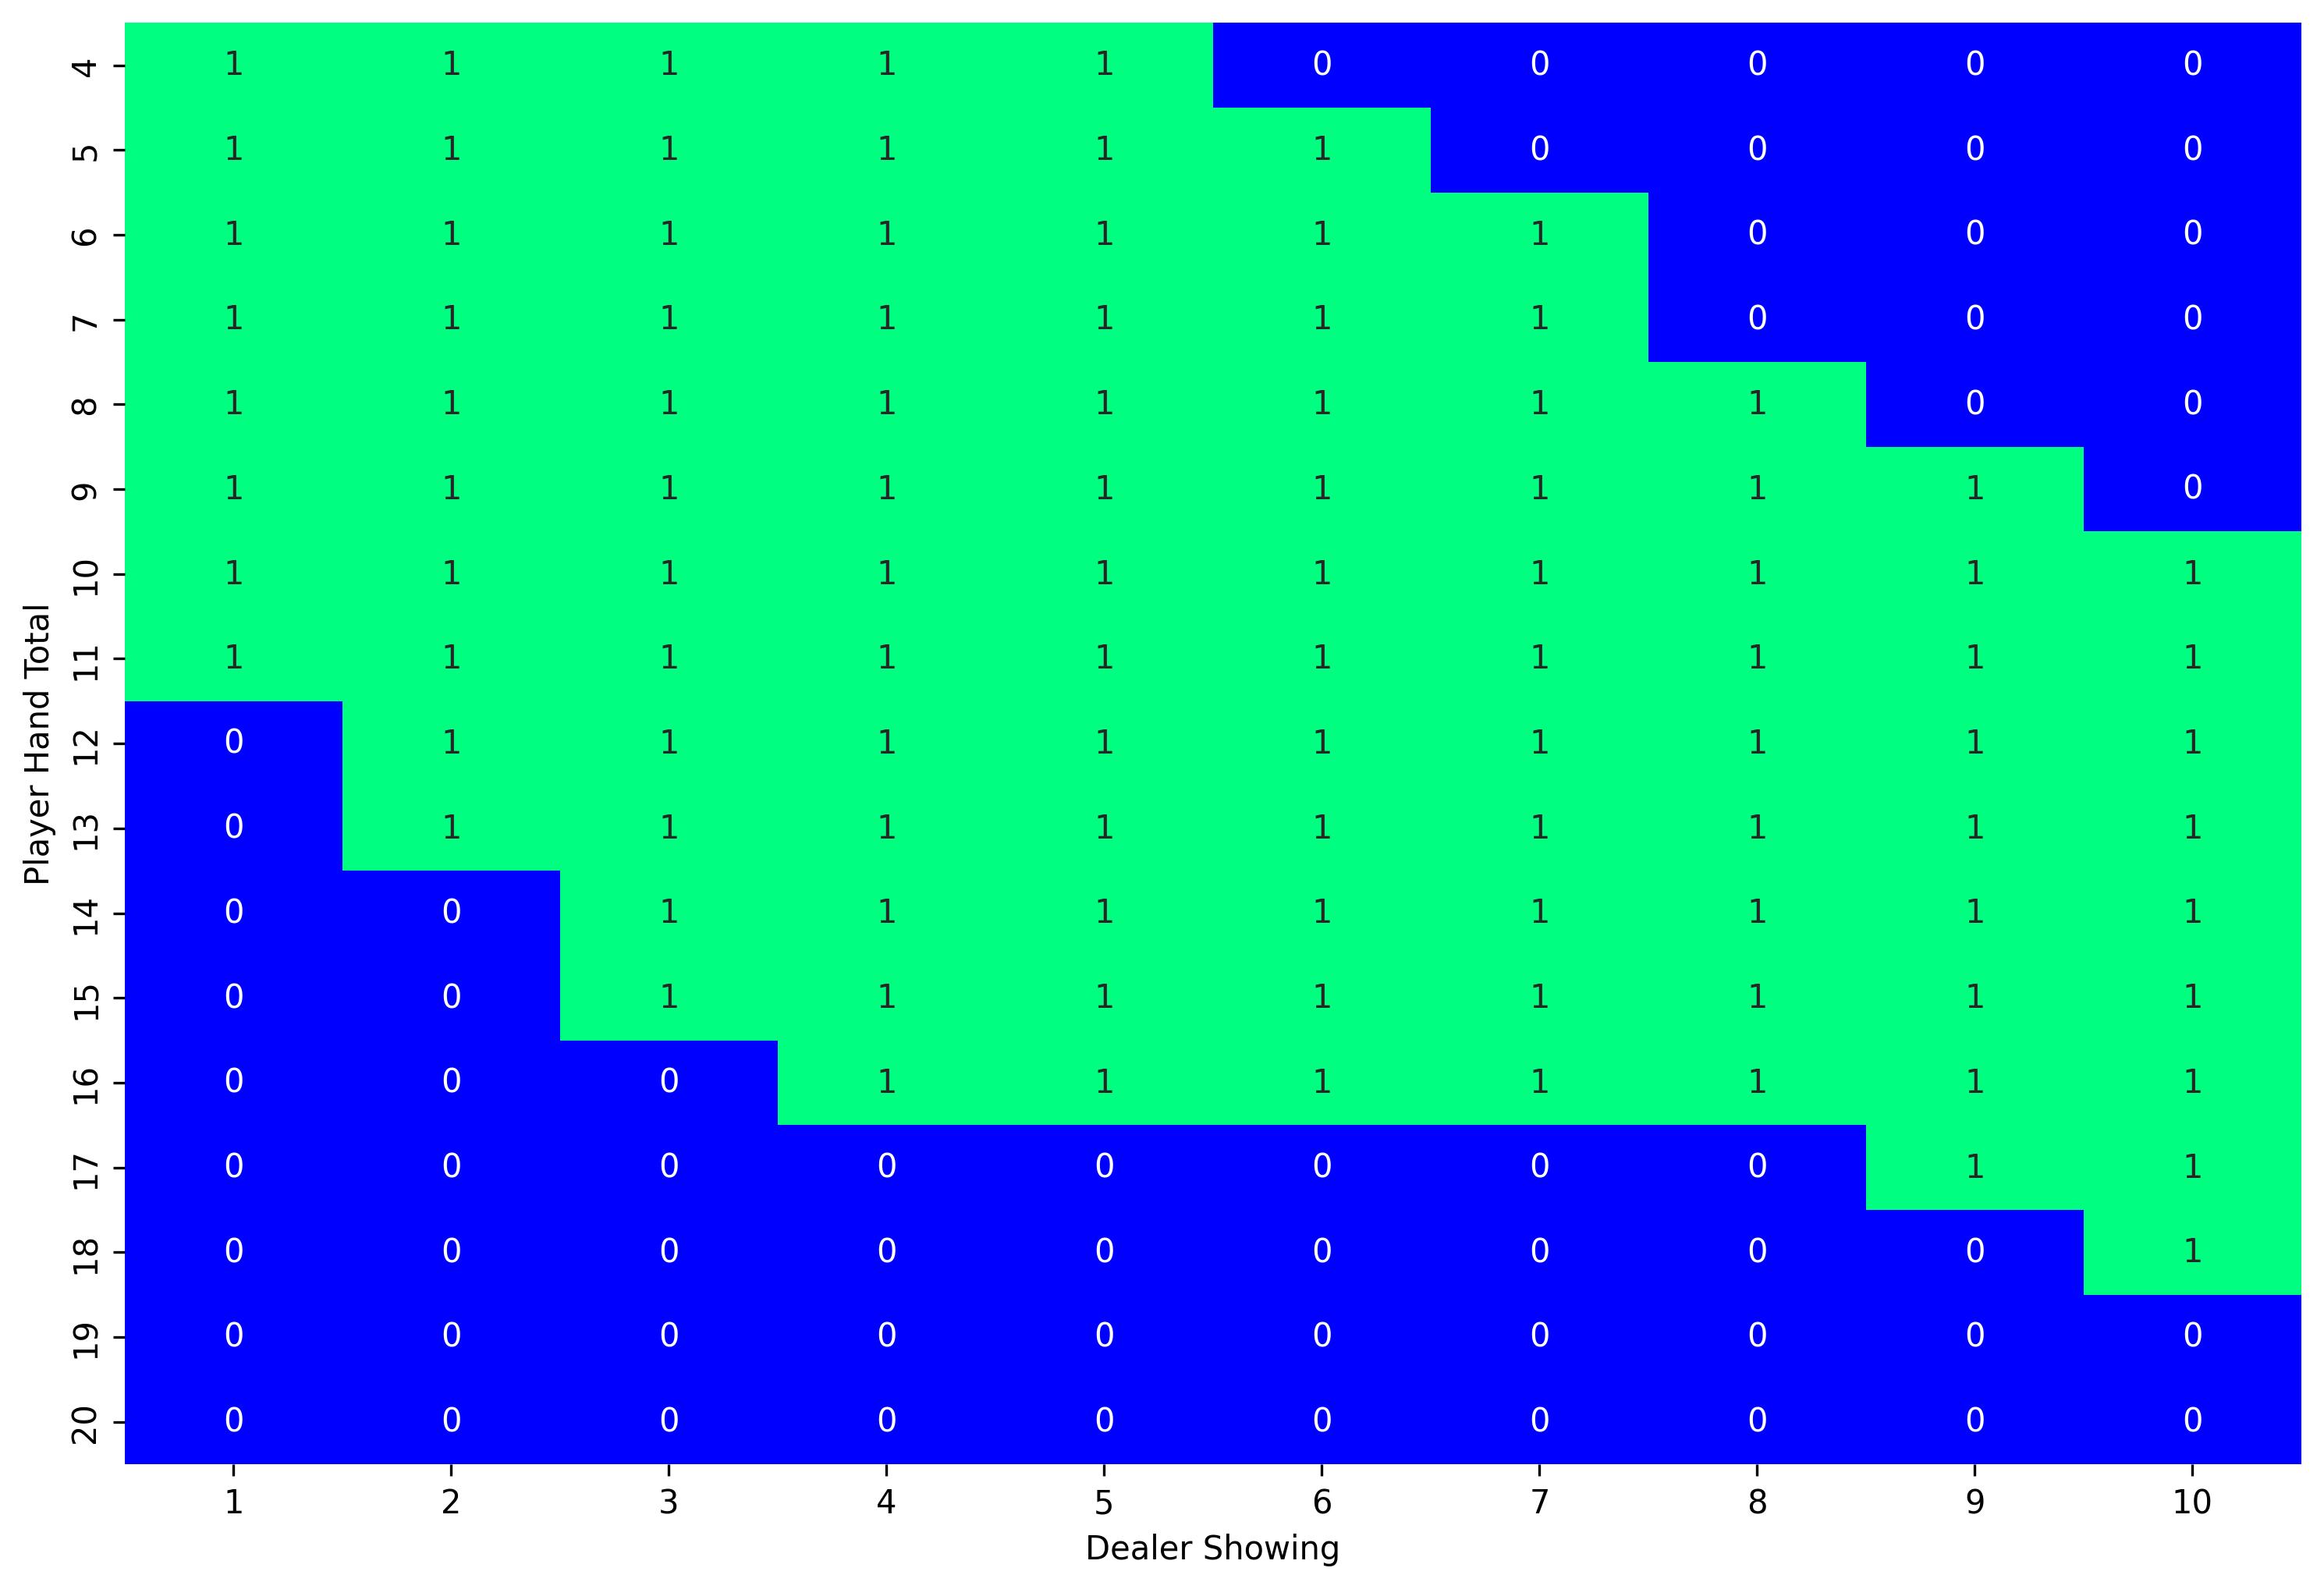 4 1 1 1 1 1 0 0 0 0 0
5 1 1 1 1 1 1 0 0 0 0
6 1 1 1 1 1 1 1 0 0 0
7 1 1 1 1 1 1 1 0 0 0
8 1 1 1 1 1 1 1 1 0 0
9 1 1 1 1 1 1 1 1 1 0
10 1 1 1 1 1 1 1 1 1 1
11 1 1 1 1 1 1 1 1 1 1
12 0 1 1 1 1 1 1 1 1 1
13 0 1 1 1 1 1 1 1 1 1
14 0 0 1 1 1 1 1 1 1 1
15 0 0 1 1 1 1 1 1 1 1
16 0 0 0 1 1 1 1 1 1 1
17 0 0 0 0 0 0 0 0 1 1
18 0 0 0 0 0 0 0 0 0 1
19 0 0 0 0 0 0 0 0 0 0
20 0 0 0 0 0 0 0 0 0 0
1 2 3 4 5 6 7 8 9 10
Dealer Showing
Player Hand Total